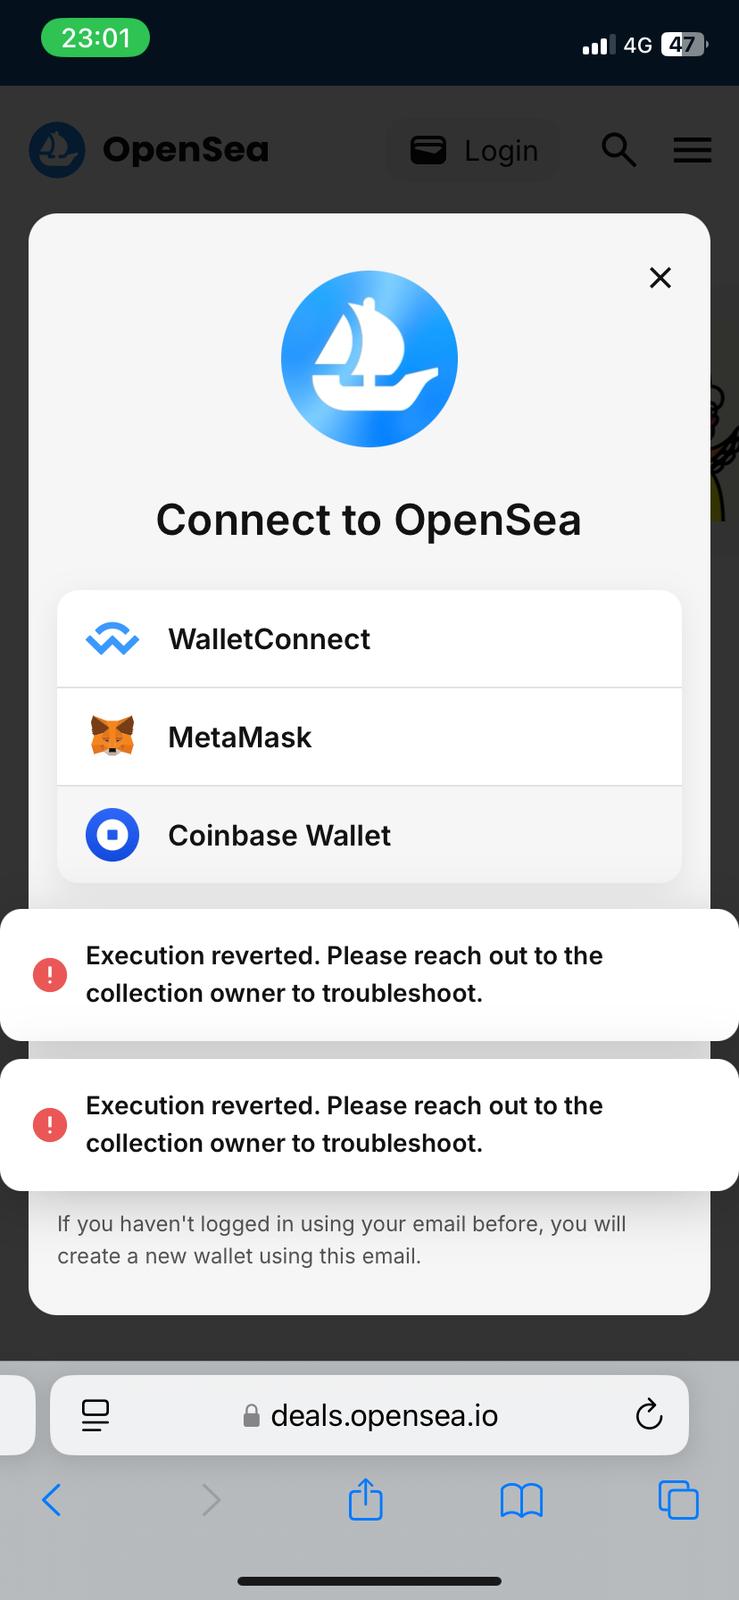 23:01
4G
47
OpenSea
Login
Connect to OpenSea
WalletConnect
MetaMask
Coinbase Wallet
Execution reverted. Please reach out to the
collection owner to troubleshoot.
Execution reverted. Please reach out to the
collection owner to troubleshoot.
If you haven't logged in using your email before, you will
create a new wallet using this email.
deals.opensea.io